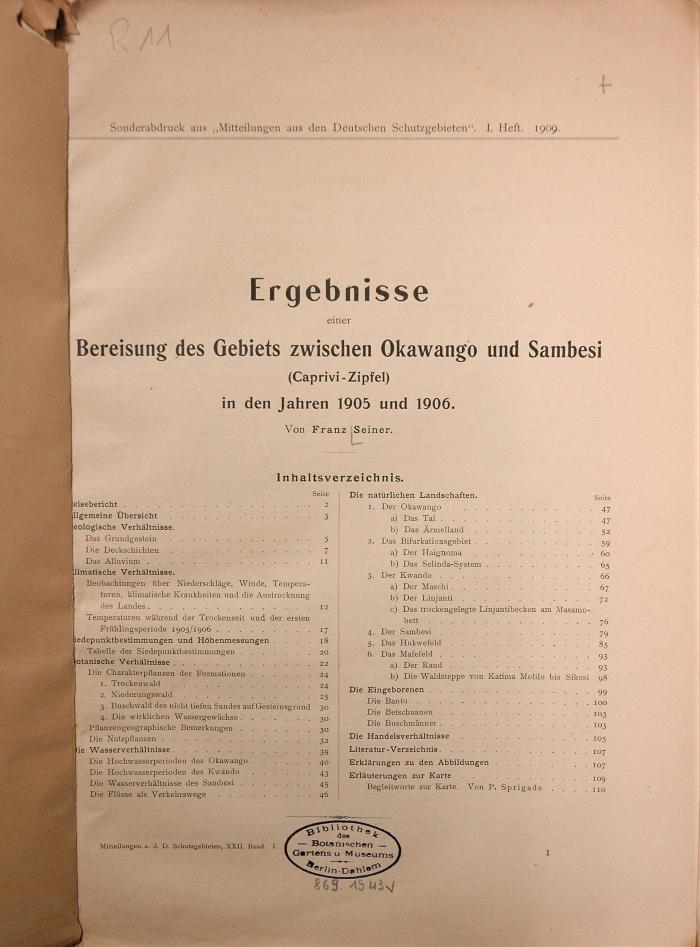 R 11
+
Sonderabdruck aus „Mitteilungen aus den Deutschen Schutzgebieten“. I. Heft. 1909.
Ergebnisse
einer
Bereisung des Gebiets zwischen Okawango und Sambesi
(Caprivi-Zipfel)
in den Jahren 1905 und 1906.
Von Franz Seiner.
Inhaltsverzeichnis.
Seite
eisebericht . . . . . 2
llgemeine Übersicht . . . . . 3
eologische Verhältnisse.
Das Grundgestein . . . . . 5
Die Deckschichten . . . . . 7
Das Alluvium . . . . . 11
limatische Verhältnisse.
Beobachtungen über Niederschläge, Winde, Tempera-
turen, klimatische Krankheiten und die Austrocknung
des Landes . . . . . 12
Temperaturen während der Trockenzeit und der ersten
Frühlingsperiode 1905/1906 . . . . . 17
iedepunktbestimmungen und Höhenmessungen . . . . . 18
Tabelle der Siedepunktbestimmungen . . . . . 20
otanische Verhältnisse . . . . . 22
Die Charakterpflanzen der Formationen . . . . . 24
1. Trockenwald . . . . . 24
2. Niederungswald . . . . . 25
3. Buschwald des nicht tiefen Sandes auf Gesteinsgrund 30
4. Die wirklichen Wassergewächse . . . . . 30
Pflanzengeographische Bemerkungen . . . . . 30
Die Nutzpflanzen . . . . . 32
ie Wasserverhältnisse . . . . . 39
Die Hochwasserperioden des Okawango . . . . . 40
Die Hochwasserperioden des Kwando . . . . . 43
Die Wasserverhältnisse des Sambesi . . . . . 45
Die Flüsse als Verkehrswege . . . . . 46
Die natürlichen Landschaften.
Seite
1. Der Okawango . . . . . 47
a) Das Tal . . . . . 47
b) Das Ärmelland . . . . . 52
2. Das Bifurkationsgebiet . . . . . 59
a) Der Haignoma . . . . . 60
b) Das Selinda-System . . . . . 65
3. Der Kwando . . . . . 66
a) Der Maschi . . . . . 67
b) Der Linjanti . . . . . 72
c) Das trockengelegte Linjantibecken am Masamo-
bett . . . . . 76
4. Der Sambesi . . . . . 79
5. Das Hukwefeld . . . . . 85
6. Das Mafefeld . . . . . 93
a) Der Rand . . . . . 93
b) Die Waldsteppe von Katima Molilo bis Sikosi 98
Die Eingeborenen . . . . . 99
Die Bantu . . . . . 100
Die Betschuanen . . . . . 103
Die Buschmänner . . . . . 103
Die Handelsverhältnisse . . . . . 105
Literatur-Verzeichnis . . . . . 107
Erklärungen zu den Abbildungen . . . . . 107
Erläuterungen zur Karte . . . . . 109
Begleitworte zur Karte. Von P. Sprigade . . . . . 110
Mitteilungen a. d. D. Schutzgebieten, XXII. Band. I.
1
Bibliothek
des
— Botanischen —
Gartens u Museums
Berlin-Dahlem
869. 1943